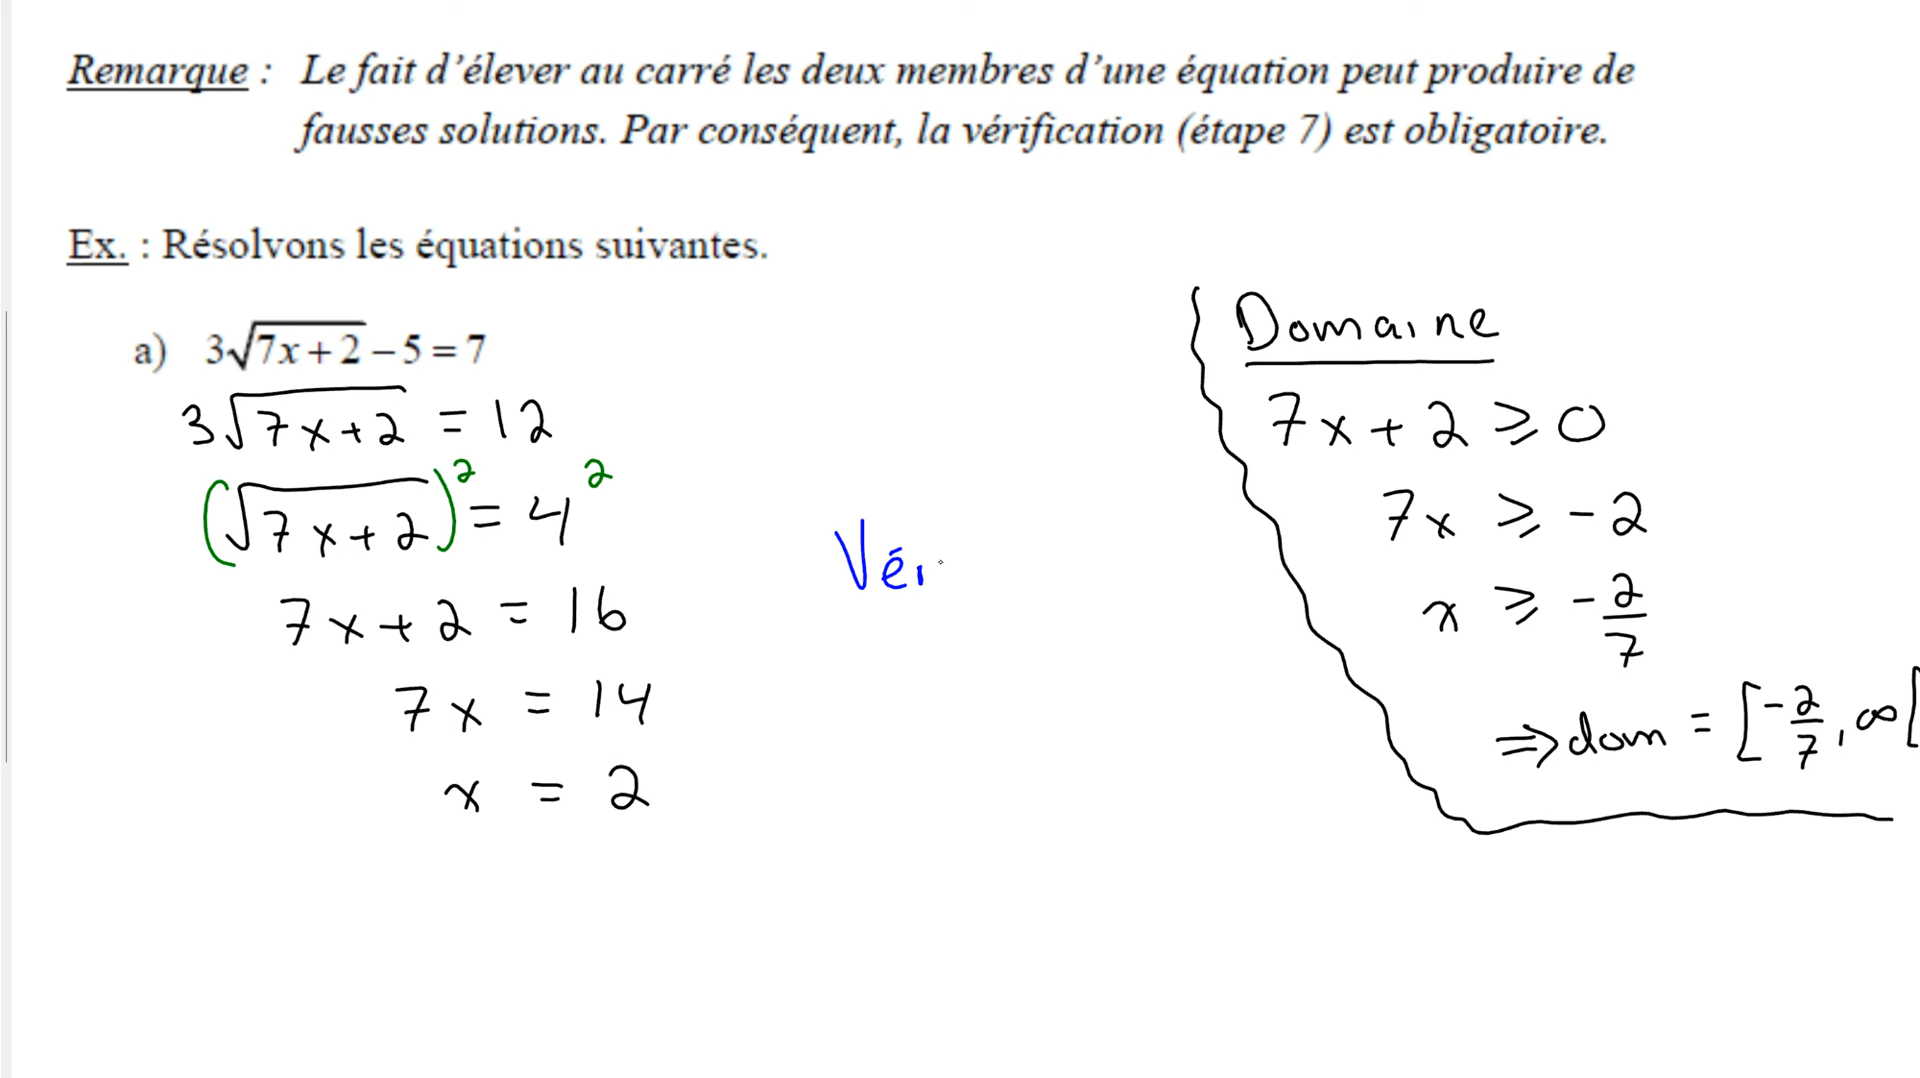 Remarque : Le fait d'élever au carré les deux membres d'une équation peut produire de
fausses solutions. Par conséquent, la vérification (étape 7) est obligatoire.
Ex. : Résolvons les équations suivantes.
a) 3√(7x+2) − 5 = 7
3√(7x+2) = 12
(√(7x+2))² = 4²
7x+2 = 16
7x = 14
x = 2
Vér
Domaine
7x+2 ⩾ 0
7x ⩾ -2
x ⩾ -2/7
⇒ dom = [-2/7, ∞[